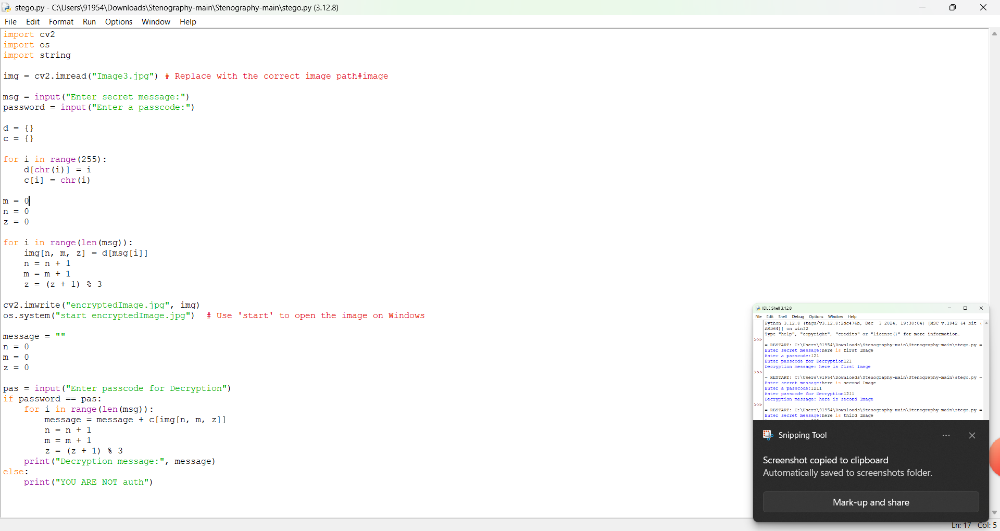 stego.py - C:\Users\91954\Downloads\Stenography-main\Stenography-main\stego.py (3.12.8)
File Edit Format Run Options Window Help
import cv2
import os
import string
img = cv2.imread("Image3.jpg") # Replace with the correct image path#image
msg = input("Enter secret message:")
password = input("Enter a passcode:")
d = {}
c = {}
for i in range(255):
    d[chr(i)] = i
    c[i] = chr(i)
m = 0
n = 0
z = 0
for i in range(len(msg)):
    img[n, m, z] = d[msg[i]]
    n = n + 1
    m = m + 1
    z = (z + 1) % 3
cv2.imwrite("encryptedImage.jpg", img)
os.system("start encryptedImage.jpg")  # Use 'start' to open the image on Windows
message = ""
n = 0
m = 0
z = 0
pas = input("Enter passcode for Decryption")
if password == pas:
    for i in range(len(msg)):
        message = message + c[img[n, m, z]]
        n = n + 1
        m = m + 1
        z = (z + 1) % 3
    print("Decryption message:", message)
else:
    print("YOU ARE NOT auth")
IDLE Shell 3.12.8
File Edit Shell Debug Options Window Help
Python 3.12.8 (tags/v3.12.8:2dc476b, Dec  3 2024, 19:30:04) [MSC v.1942 64 bit (
AMD64)] on win32
Type "help", "copyright", "credits" or "license()" for more information.
>>>
= RESTART: C:\Users\91954\Downloads\Stenography-main\Stenography-main\stego.py =
Enter secret message:here is first Image
Enter a passcode:121
Enter passcode for Decryption121
Decryption message: here is first Image
>>>
= RESTART: C:\Users\91954\Downloads\Stenography-main\Stenography-main\stego.py =
Enter secret message:here is second Image
Enter a passcode:1211
Enter passcode for Decryption1211
Decryption message: here is second Image
>>>
= RESTART: C:\Users\91954\Downloads\Stenography-main\Stenography-main\stego.py =
Enter secret message:here is third Image
Snipping Tool
Screenshot copied to clipboard
Automatically saved to screenshots folder.
Mark-up and share
Ln: 17 Col: 5